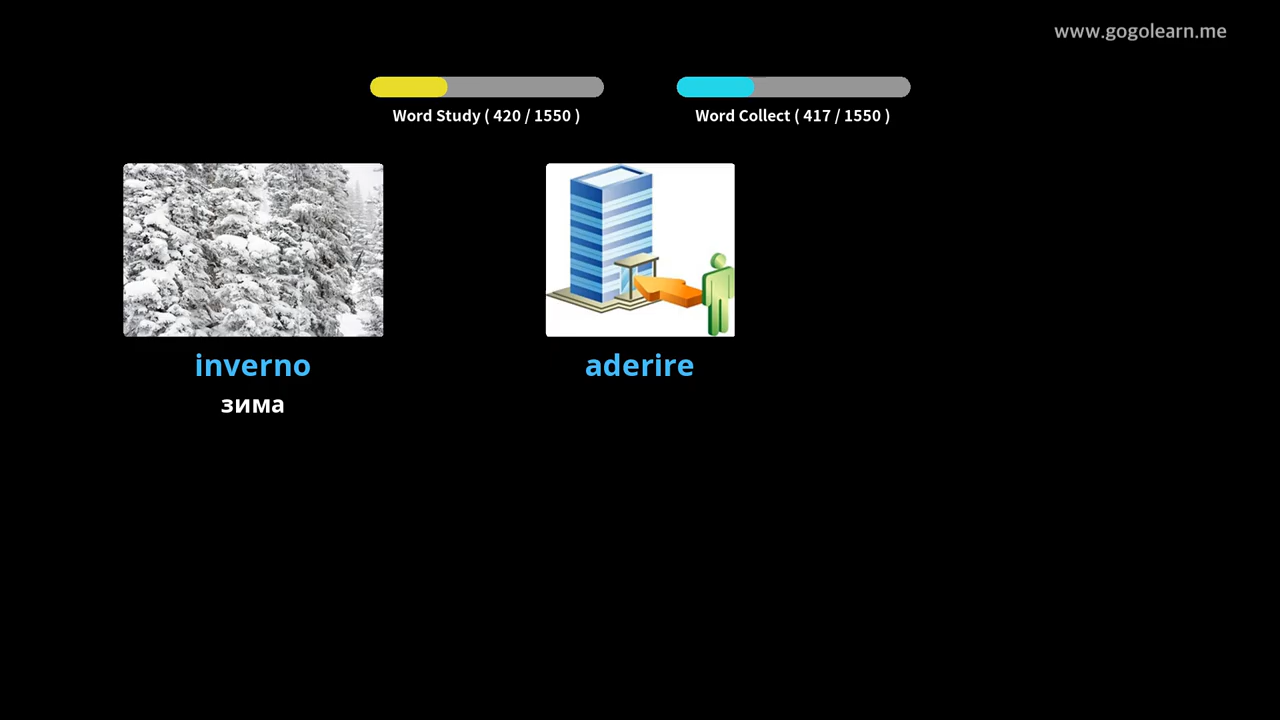 www.gogolearn.me
Word Study ( 420 / 1550 )
Word Collect ( 417 / 1550 )
inverno
зима
aderire